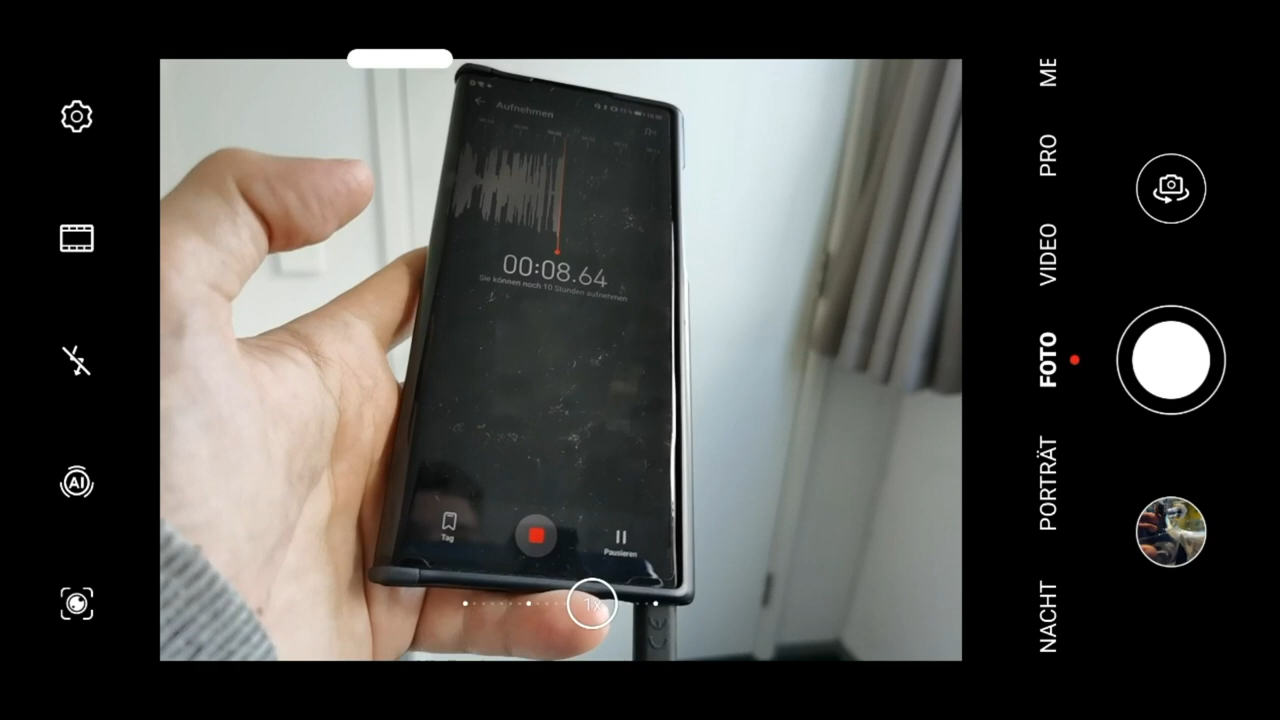 Aufnehmen
00:08.64
Sie können noch 10 Stunden aufnehmen
Tag
Pausieren
1x
AI
ME
PRO
VIDEO
FOTO
PORTRÄT
NACHT